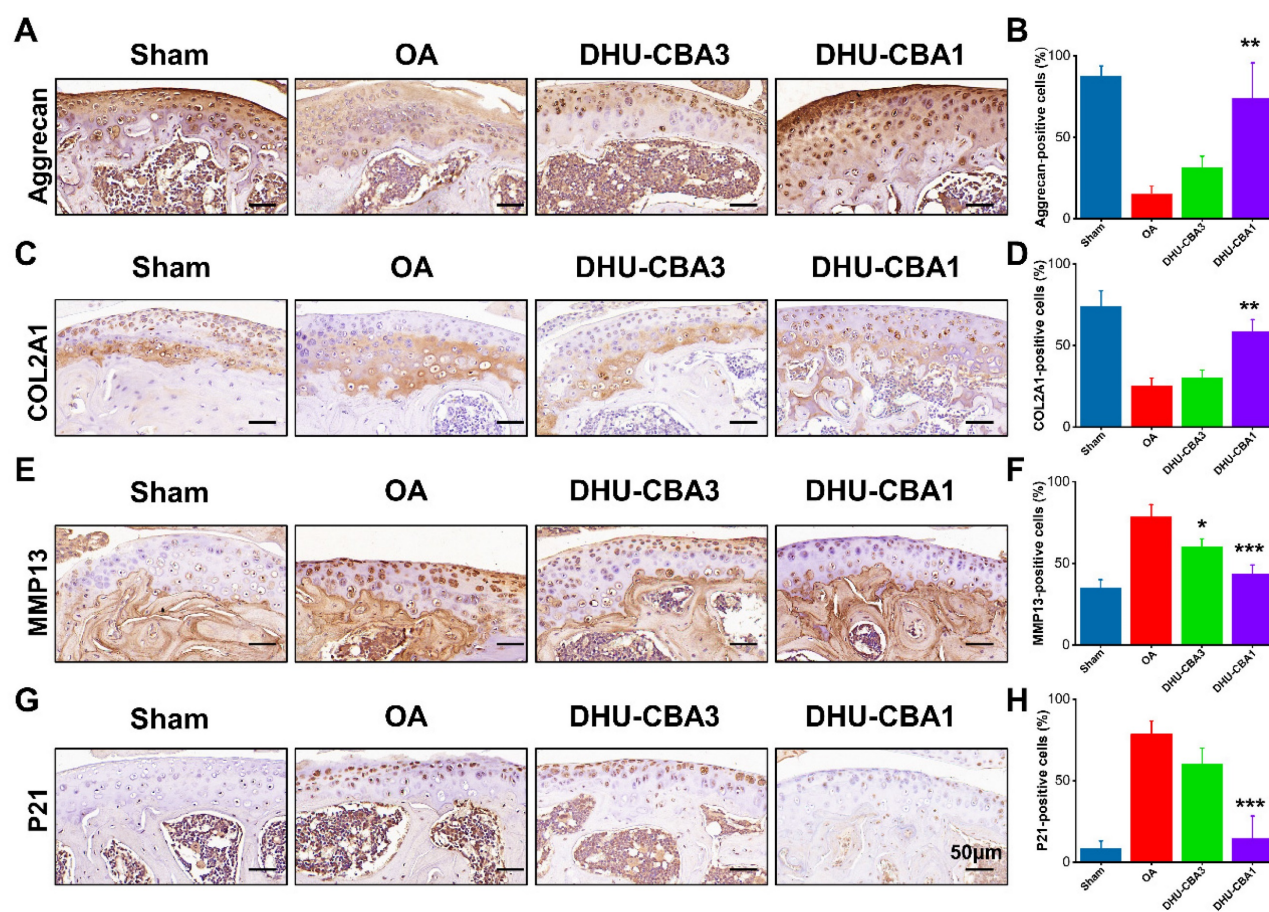 A
Sham OA DHU-CBA3 DHU-CBA1
Aggrecan
B
Aggrecan-positive cells (%)
100
**
50
0
Sham OA DHU-CBA3 DHU-CBA1
C
Sham OA DHU-CBA3 DHU-CBA1
COL2A1
D
COL2A1-positive cells (%)
100
**
50
0
Sham OA DHU-CBA3 DHU-CBA1
E
Sham OA DHU-CBA3 DHU-CBA1
MMP13
F
MMP13-positive cells (%)
100
*
***
50
0
Sham OA DHU-CBA3 DHU-CBA1
G
Sham OA DHU-CBA3 DHU-CBA1
P21
50μm
H
P21-positive cells (%)
100
50
***
0
Sham OA DHU-CBA3 DHU-CBA1